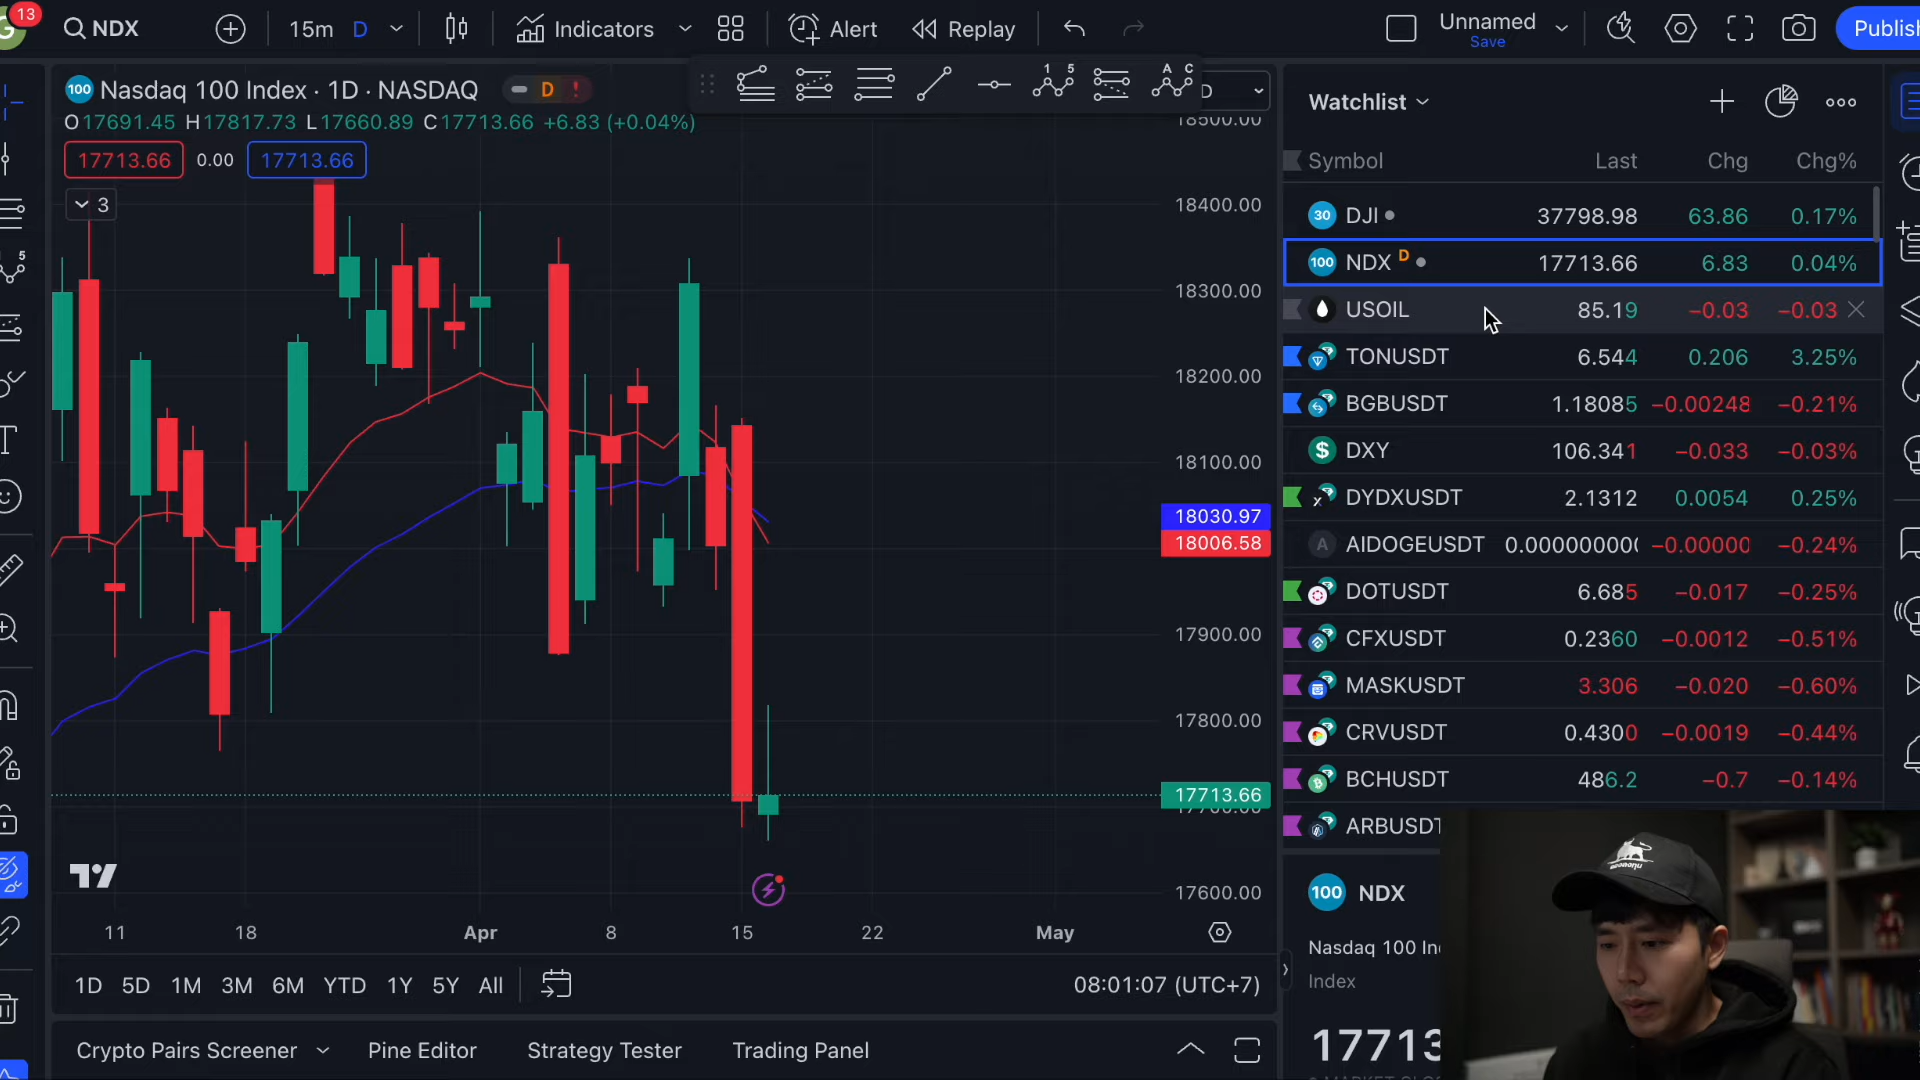 13
NDX
15m D
Indicators
Alert
Replay
Unnamed
Save
Publish
100 Nasdaq 100 Index · 1D · NASDAQ
D !
O17691.45 H17817.73 L17660.89 C17713.66 +6.83 (+0.04%)
17713.66 0.00 17713.66
3
18500.00
18400.00
18300.00
18200.00
18100.00
18030.97
18006.58
17900.00
17800.00
17713.66
17600.00
11 18 Apr 8 15 22 May
1D 5D 1M 3M 6M YTD 1Y 5Y All
08:01:07 (UTC+7)
Crypto Pairs Screener
Pine Editor
Strategy Tester
Trading Panel
Watchlist
Symbol Last Chg Chg%
30 DJI 37798.98 63.86 0.17%
100 NDX D 17713.66 6.83 0.04%
USOIL 85.19 −0.03 −0.03
TONUSDT 6.544 0.206 3.25%
BGBUSDT 1.18085 −0.00248 −0.21%
$ DXY 106.341 −0.033 −0.03%
DYDXUSDT 2.1312 0.0054 0.25%
A AIDOGEUSDT 0.000000000 −0.00000 −0.24%
DOTUSDT 6.685 −0.017 −0.25%
CFXUSDT 0.2360 −0.0012 −0.51%
MASKUSDT 3.306 −0.020 −0.60%
CRVUSDT 0.4300 −0.0019 −0.44%
BCHUSDT 486.2 −0.7 −0.14%
ARBUSDT
100 NDX
Nasdaq 100 In
Index
17713